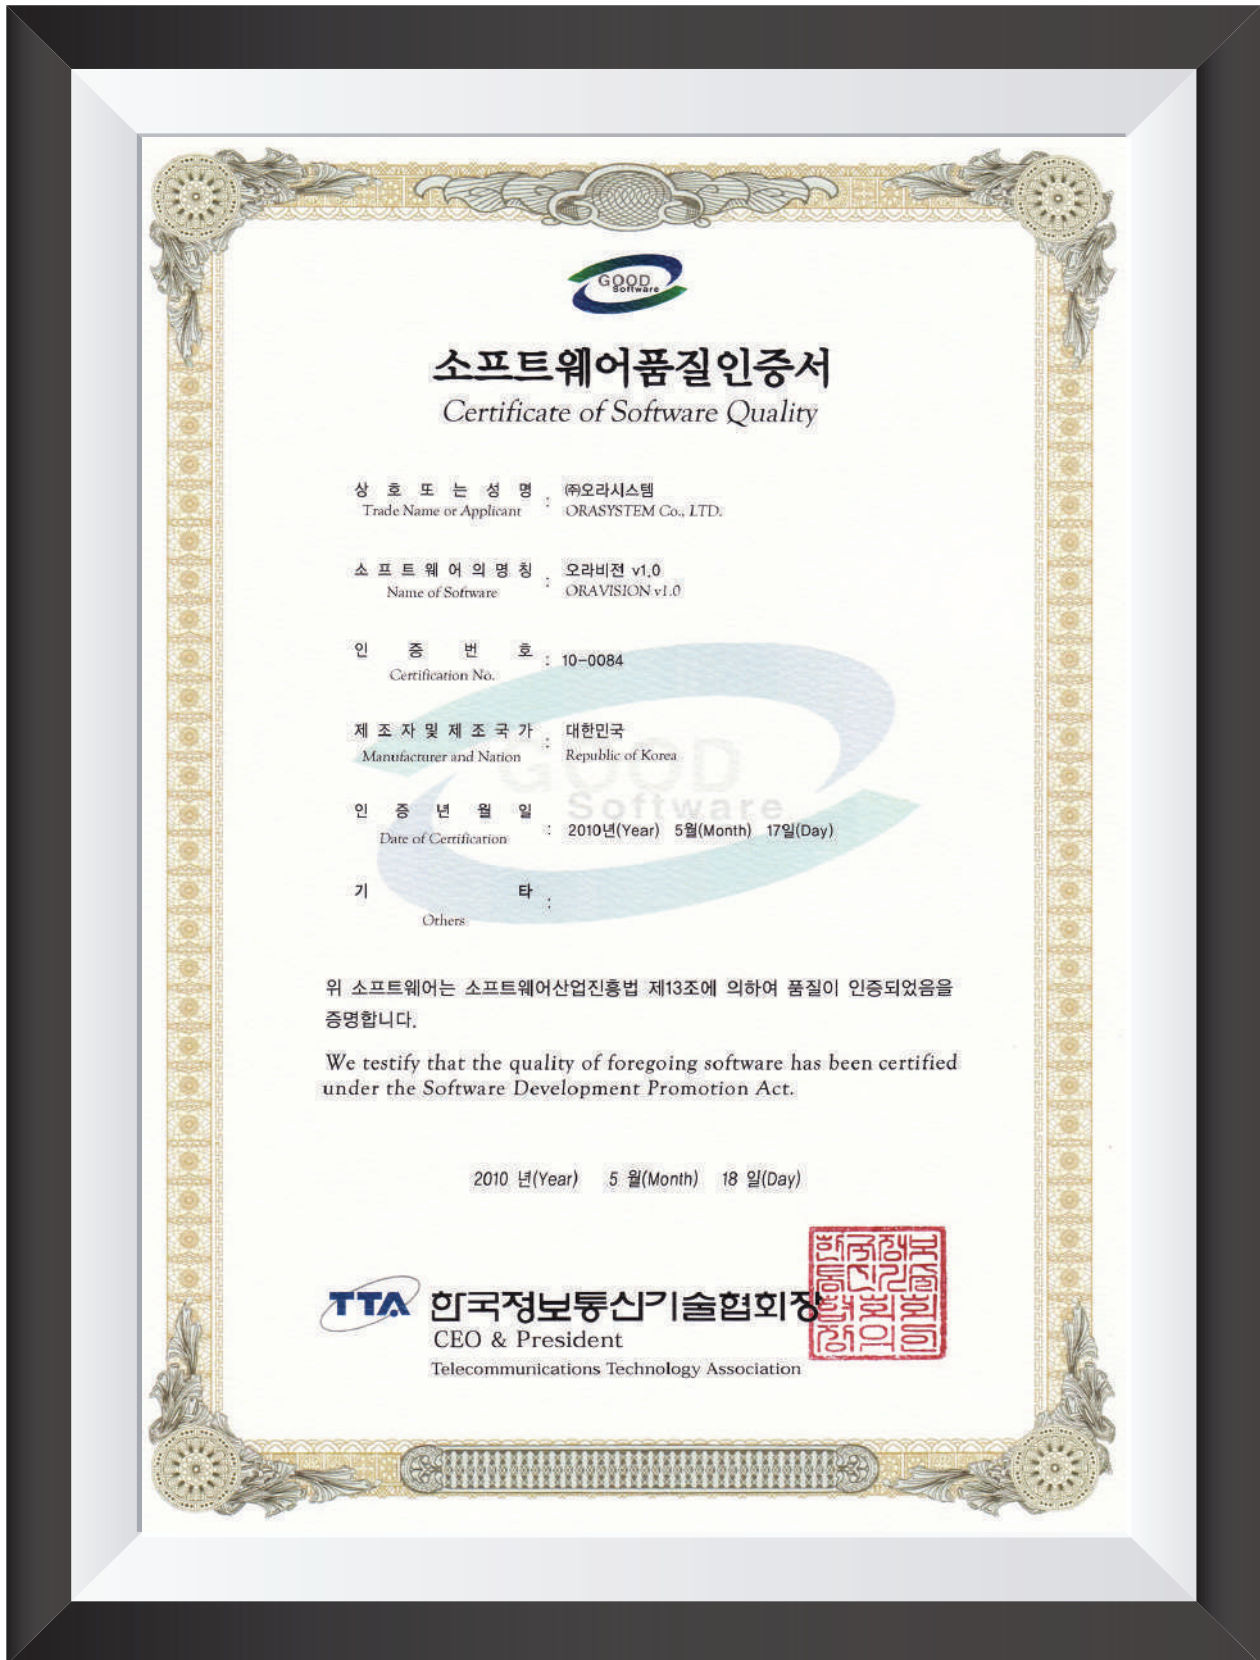 GOOD
Software
소프트웨어품질인증서
Certificate of Software Quality
상호또는성명 : ㈜오라시스템
Trade Name or Applicant ORASYSTEM Co., LTD.
소프트웨어의명칭 : 오라비전 v1.0
Name of Software ORAVISION v1.0
인증번호 : 10-0084
Certification No.
제조자및제조국가 : 대한민국
Manufacturer and Nation Republic of Korea
GOOD
Software
인증년월일
Date of Certification : 2010년(Year) 5월(Month) 17일(Day)
기타 :
Others
위 소프트웨어는 소프트웨어산업진흥법 제13조에 의하여 품질이 인증되었음을
증명합니다.
We testify that the quality of foregoing software has been certified
under the Software Development Promotion Act.
2010 년(Year) 5 월(Month) 18 일(Day)
TTA 한국정보통신기술협회장
CEO & President
Telecommunications Technology Association